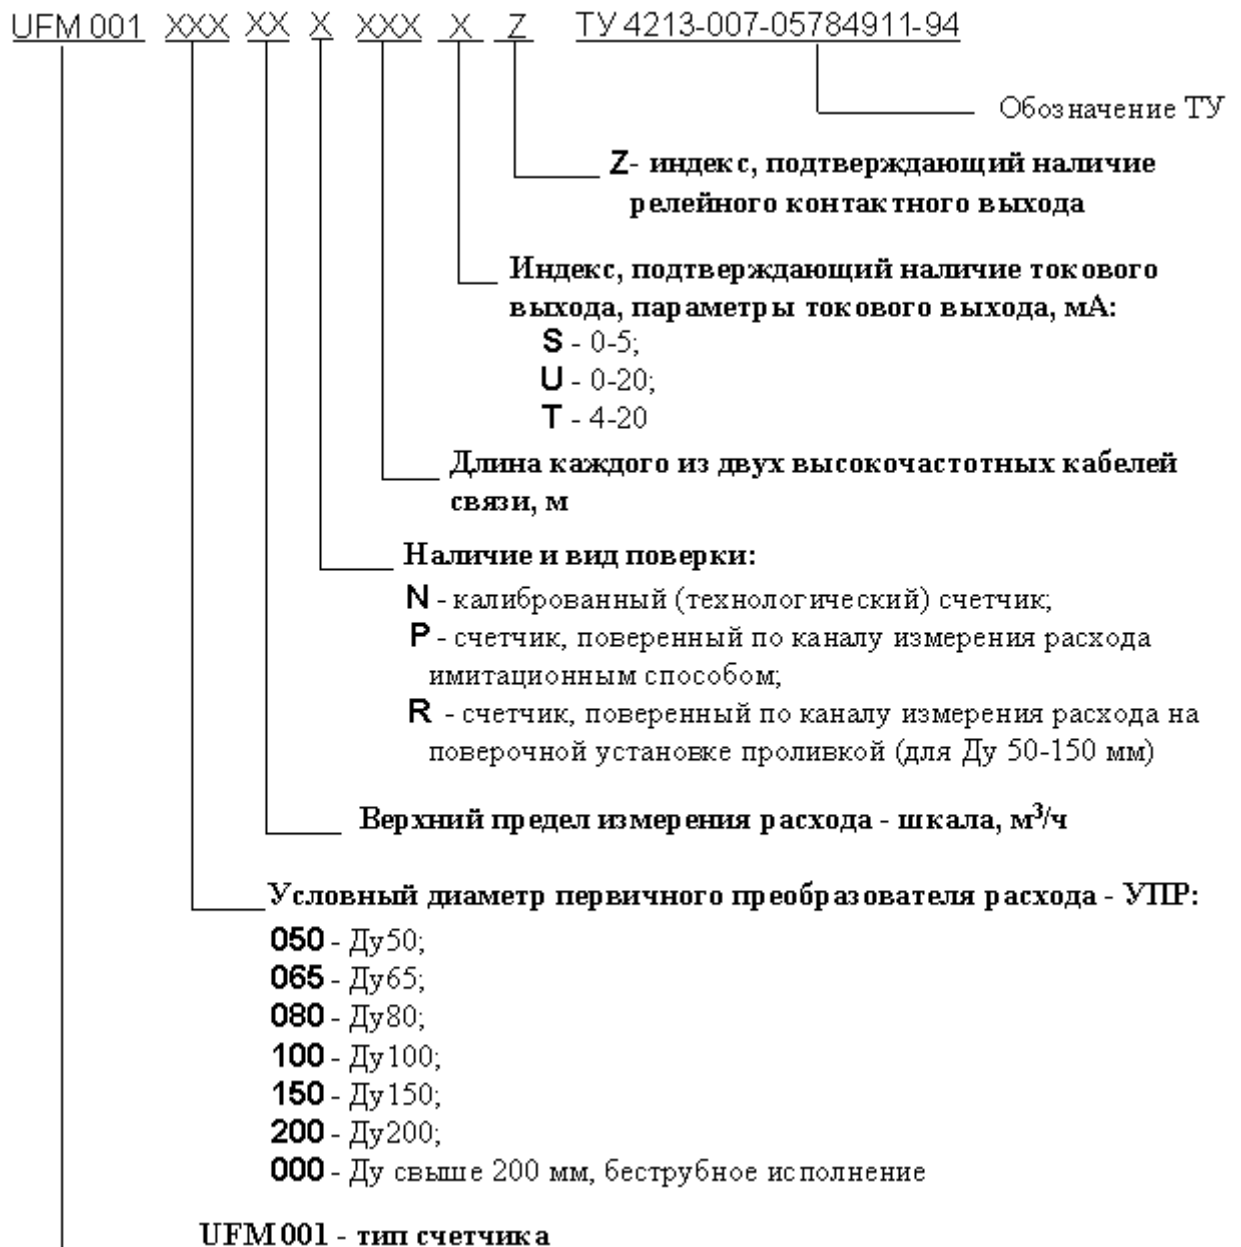 UFM 001 XXX XX X XXX X Z ТУ 4213-007-05784911-94
Обозначение ТУ
Z- индекс, подтверждающий наличие
релейного контактного выхода
Индекс, подтверждающий наличие токового
выхода, параметры токового выхода, мА:
S - 0-5;
U - 0-20;
T - 4-20
Длина каждого из двух высокочастотных кабелей
связи, м
Наличие и вид поверки:
N - калиброванный (технологический) счетчик;
P - счетчик, поверенный по каналу измерения расхода
имитационным способом;
R - счетчик, поверенный по каналу измерения расхода на
поверочной установке проливкой (для Ду 50-150 мм)
Верхний предел измерения расхода - шкала, м³/ч
Условный диаметр первичного преобразователя расхода - УПР:
050 - Ду50;
065 - Ду65;
080 - Ду80;
100 - Ду100;
150 - Ду150;
200 - Ду200;
000 - Ду свыше 200 мм, беструбное исполнение
UFM 001 - тип счетчика